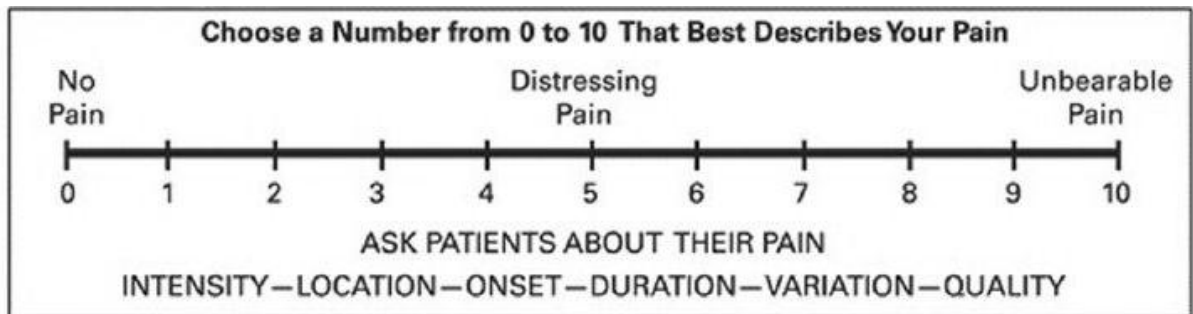 Choose a Number from 0 to 10 That Best Describes Your Pain
No Pain
Distressing Pain
Unbearable Pain
0 1 2 3 4 5 6 7 8 9 10
ASK PATIENTS ABOUT THEIR PAIN
INTENSITY—LOCATION—ONSET—DURATION—VARIATION—QUALITY